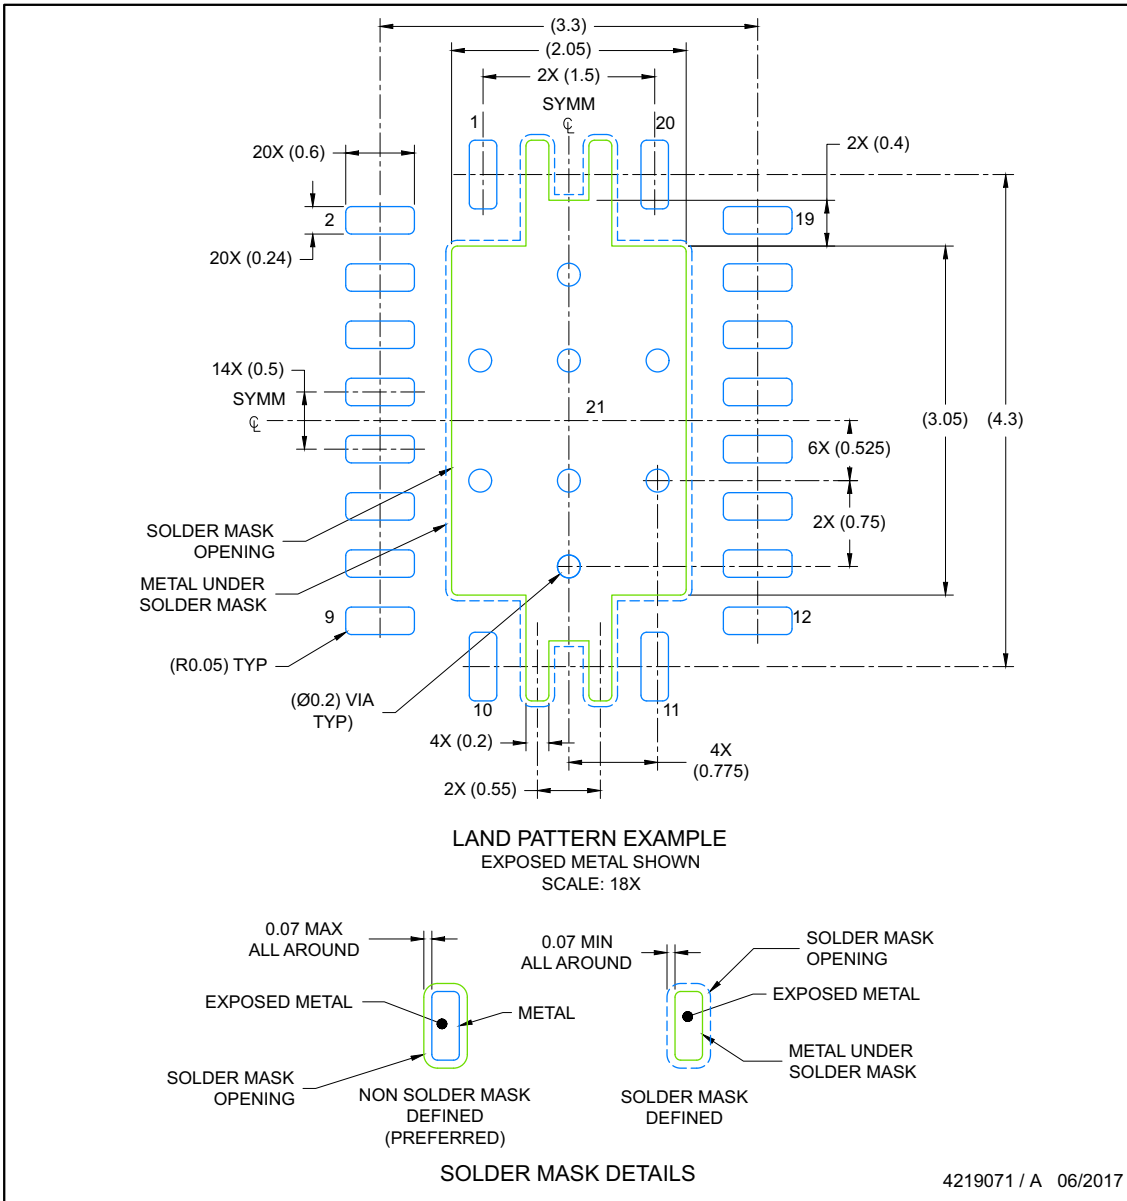 (3.3)
(2.05)
2X (1.5)
SYMM
℄
1
20
20X (0.6)
2X (0.4)
2
19
20X (0.24)
14X (0.5)
SYMM
℄
21
(3.05)
(4.3)
6X (0.525)
2X (0.75)
SOLDER MASK
OPENING
METAL UNDER
SOLDER MASK
9
12
(R0.05) TYP
(Ø0.2) VIA
TYP)
10
11
4X (0.2)
4X
(0.775)
2X (0.55)
LAND PATTERN EXAMPLE
EXPOSED METAL SHOWN
SCALE: 18X
0.07 MAX
ALL AROUND
0.07 MIN
ALL AROUND
SOLDER MASK
OPENING
EXPOSED METAL
METAL
EXPOSED METAL
METAL UNDER
SOLDER MASK
SOLDER MASK
OPENING
NON SOLDER MASK
DEFINED
(PREFERRED)
SOLDER MASK
DEFINED
SOLDER MASK DETAILS
4219071 / A 06/2017